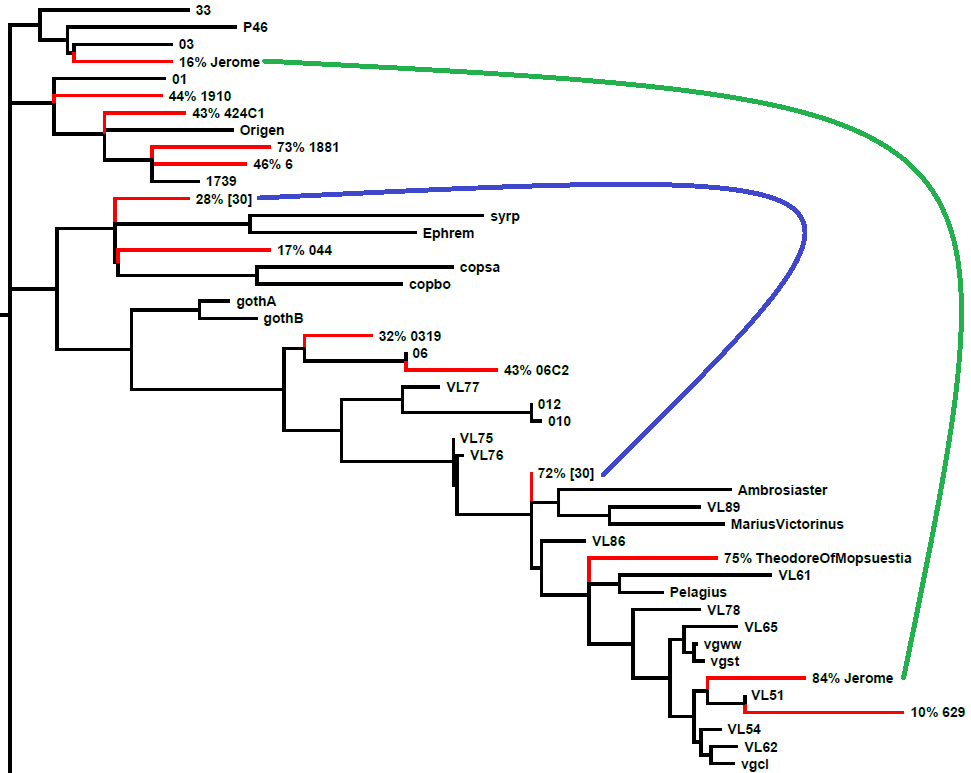 33
P46
03
16% Jerome
01
44% 1910
43% 424C1
Origen
73% 1881
46% 6
1739
28% [30]
syrp
Ephrem
17% 044
copsa
copbo
gothA
gothB
32% 0319
06
43% 06C2
VL77
012
010
VL75
VL76
72% [30]
Ambrosiaster
VL89
MariusVictorinus
VL86
75% TheodoreOfMopsuestia
VL61
Pelagius
VL78
VL65
vgww
vgst
84% Jerome
VL51
10% 629
VL54
VL62
vgcl